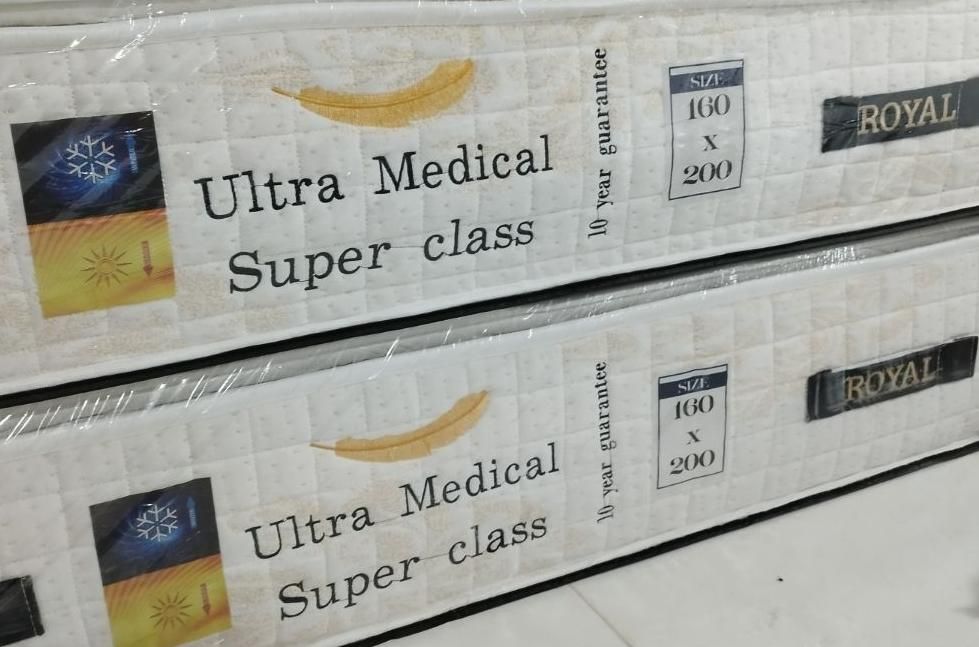 Ultra Medical
Super class
10 year guarantee
SIZE
160
X
200
ROYAL
Ultra Medical
Super class
10 year guarantee
SIZE
160
X
200
ROYAL